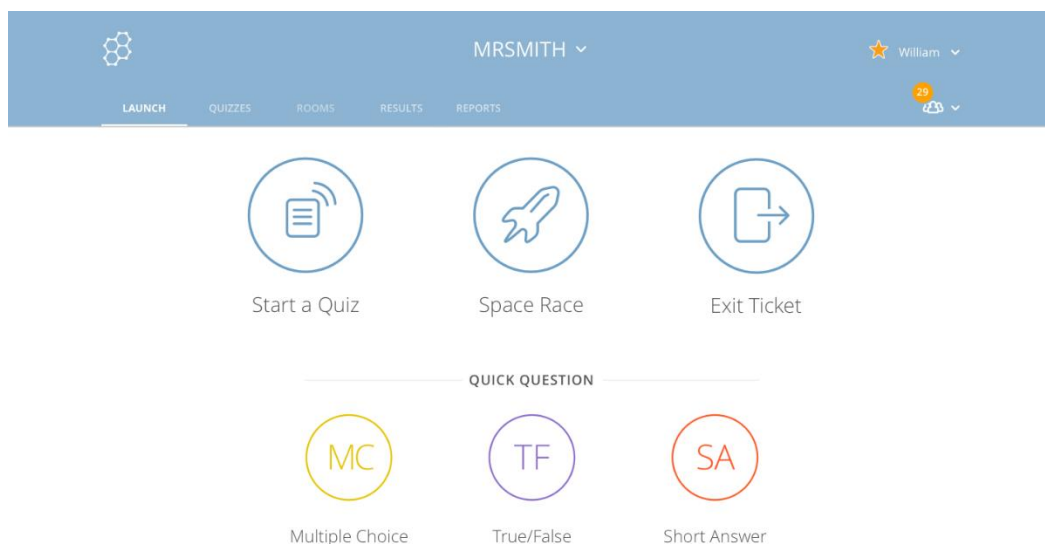 MRSMITH
William
LAUNCH QUIZZES ROOMS RESULTS REPORTS
29
Start a Quiz Space Race Exit Ticket
QUICK QUESTION
MC TF SA
Multiple Choice True/False Short Answer